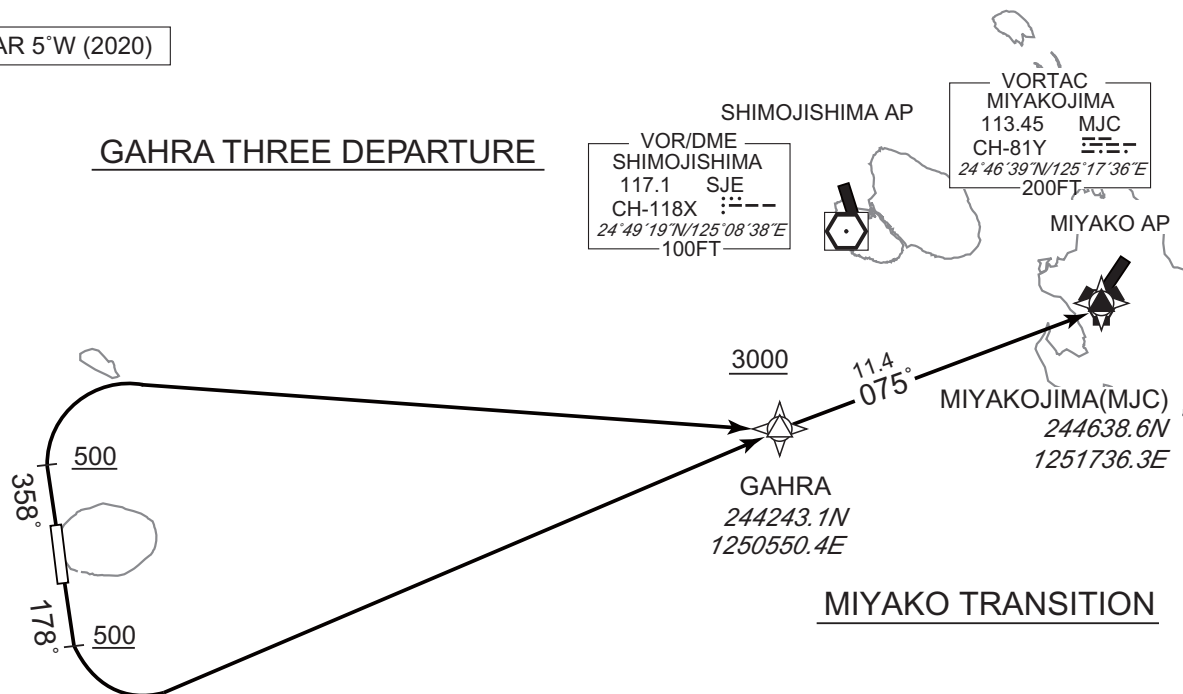 AR 5°W (2020)
GAHRA THREE DEPARTURE
SHIMOJISHIMA AP
VOR/DME
SHIMOJISHIMA
117.1 SJE
CH-118X
24°49´19″N/125°08´38″E
100FT
VORTAC
MIYAKOJIMA
113.45 MJC
CH-81Y
24°46´39″N/125°17´36″E
200FT
MIYAKO AP
3000
11.4
075°
MIYAKOJIMA(MJC)
244638.6N
1251736.3E
500
358°
GAHRA
244243.1N
1250550.4E
178°
500
MIYAKO TRANSITION